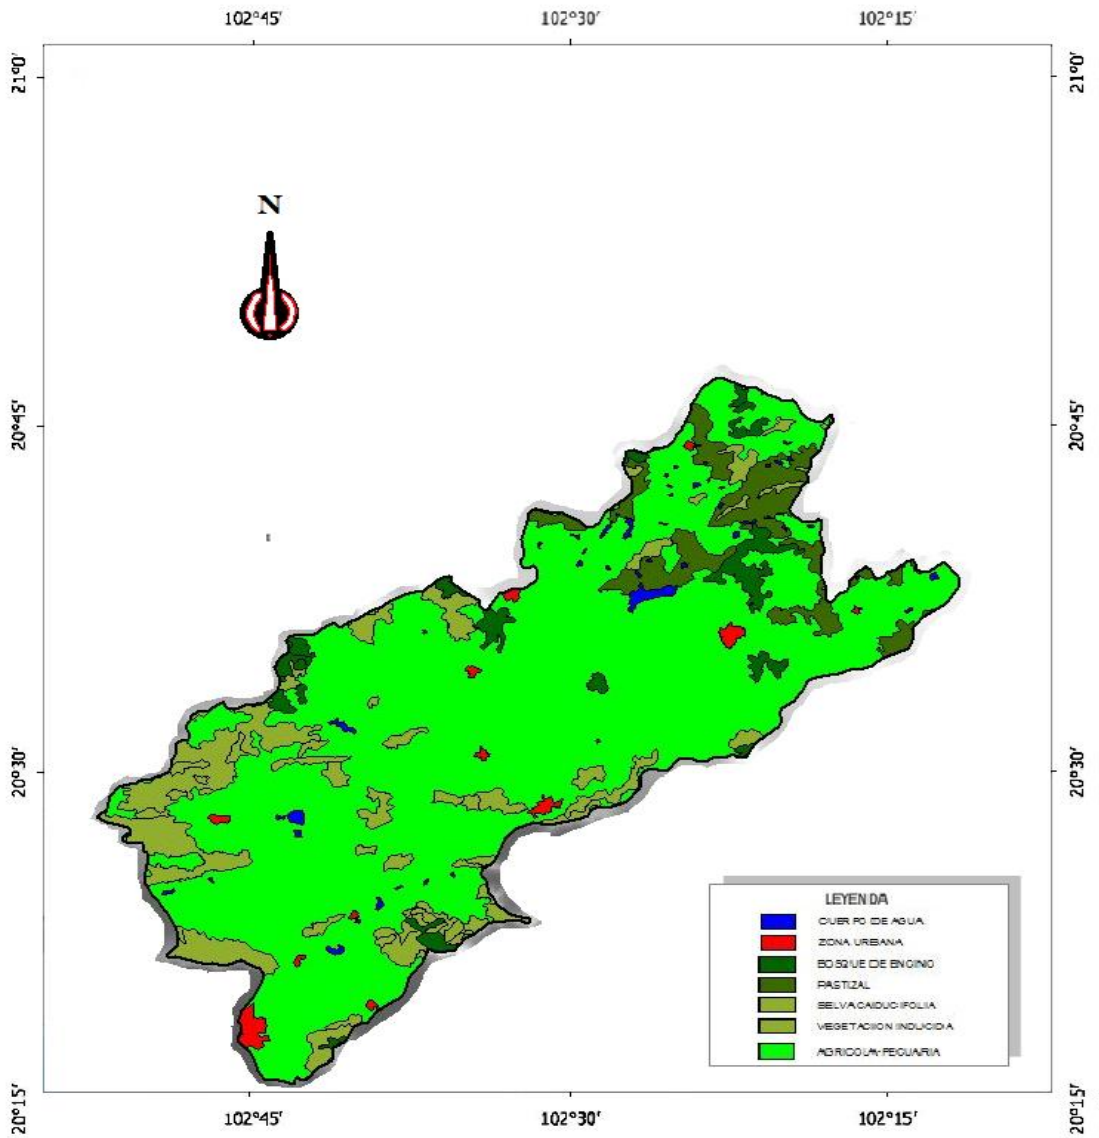 102°45′ 102°30′ 102°15′
21°0′ 21°0′
N
20°45′ 20°45′
20°30′ 20°30′
LEYENDA
CUERPO DE AGUA
ZONA URBANA
BOSQUE DE ENCINO
PASTIZAL
SELVA CADUCIFOLIA
VEGETACION INDUCIDA
AGRICOLA-PECUARIA
20°15′ 20°15′
102°45′ 102°30′ 102°15′